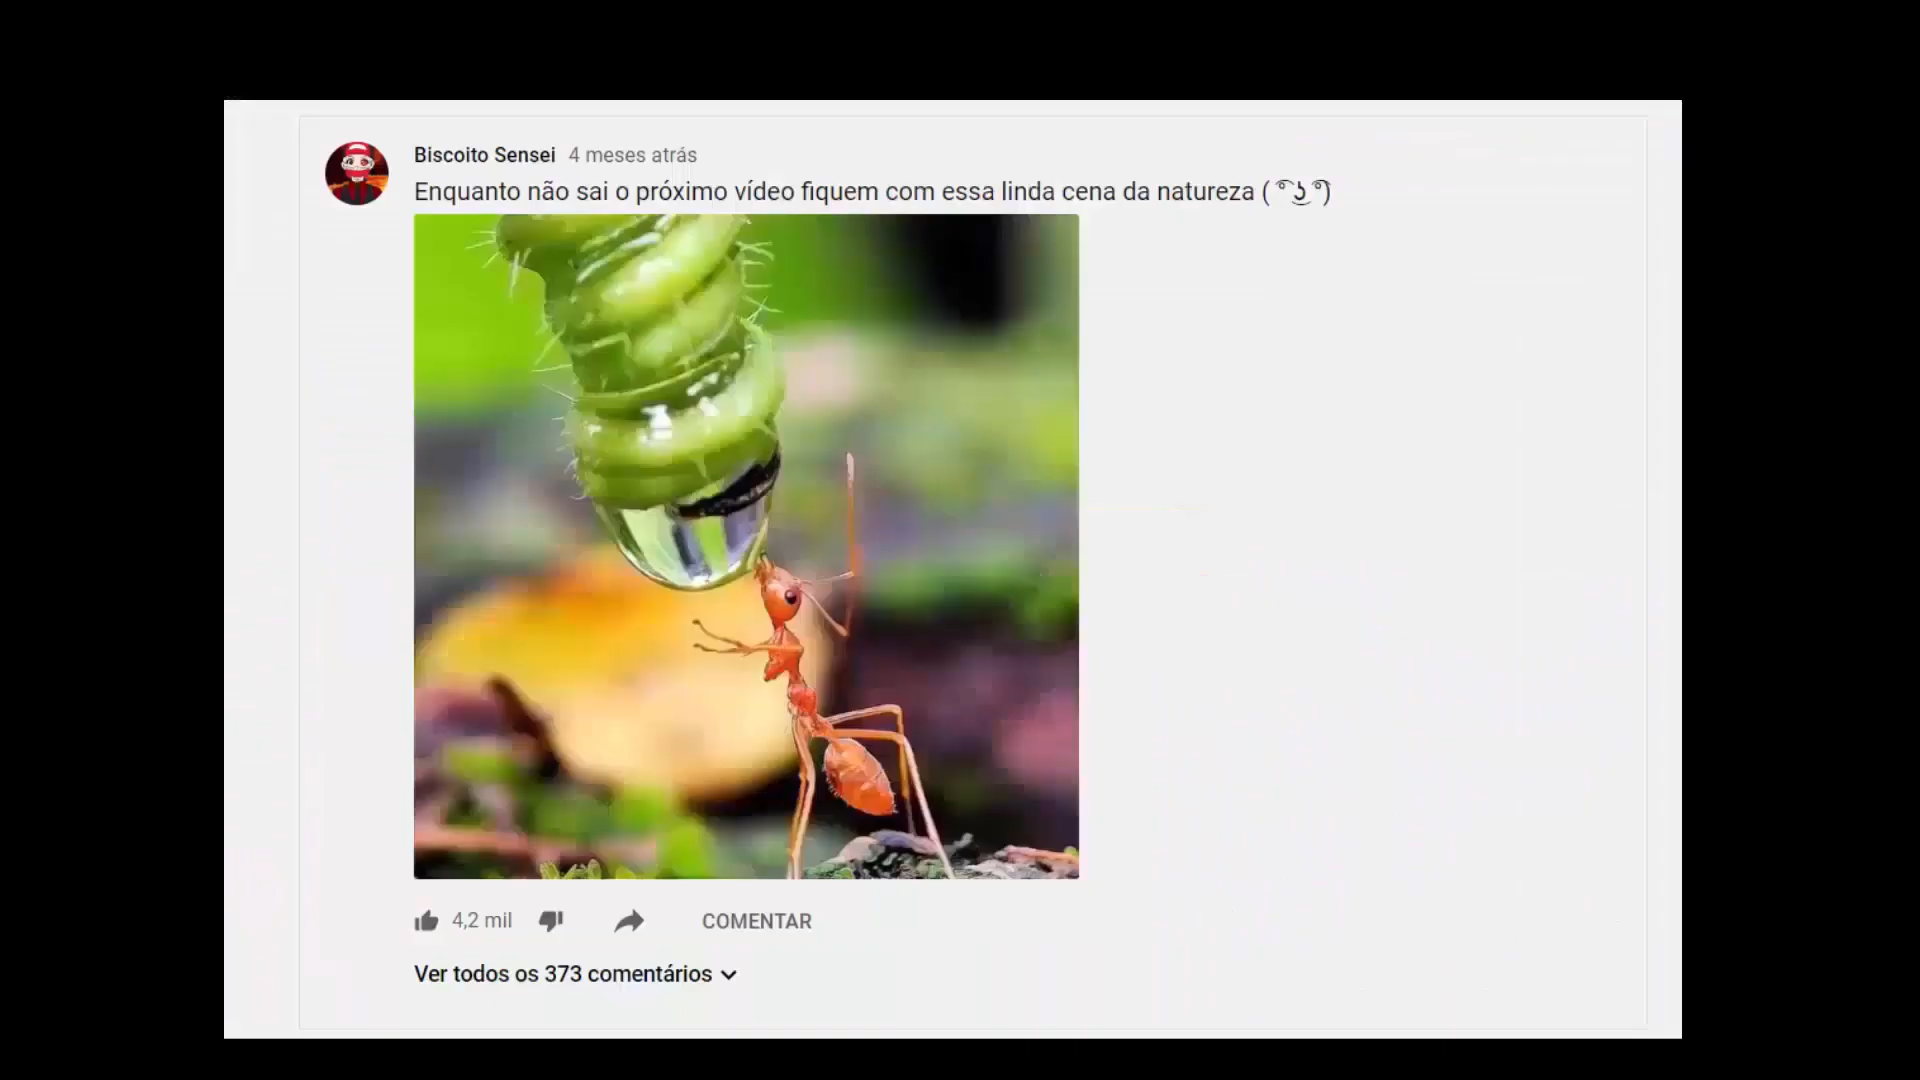 Biscoito Sensei 4 meses atrás
Enquanto não sai o próximo vídeo fiquem com essa linda cena da natureza ( ͡° ͜ʖ ͡°)
4,2 mil COMENTAR
Ver todos os 373 comentários